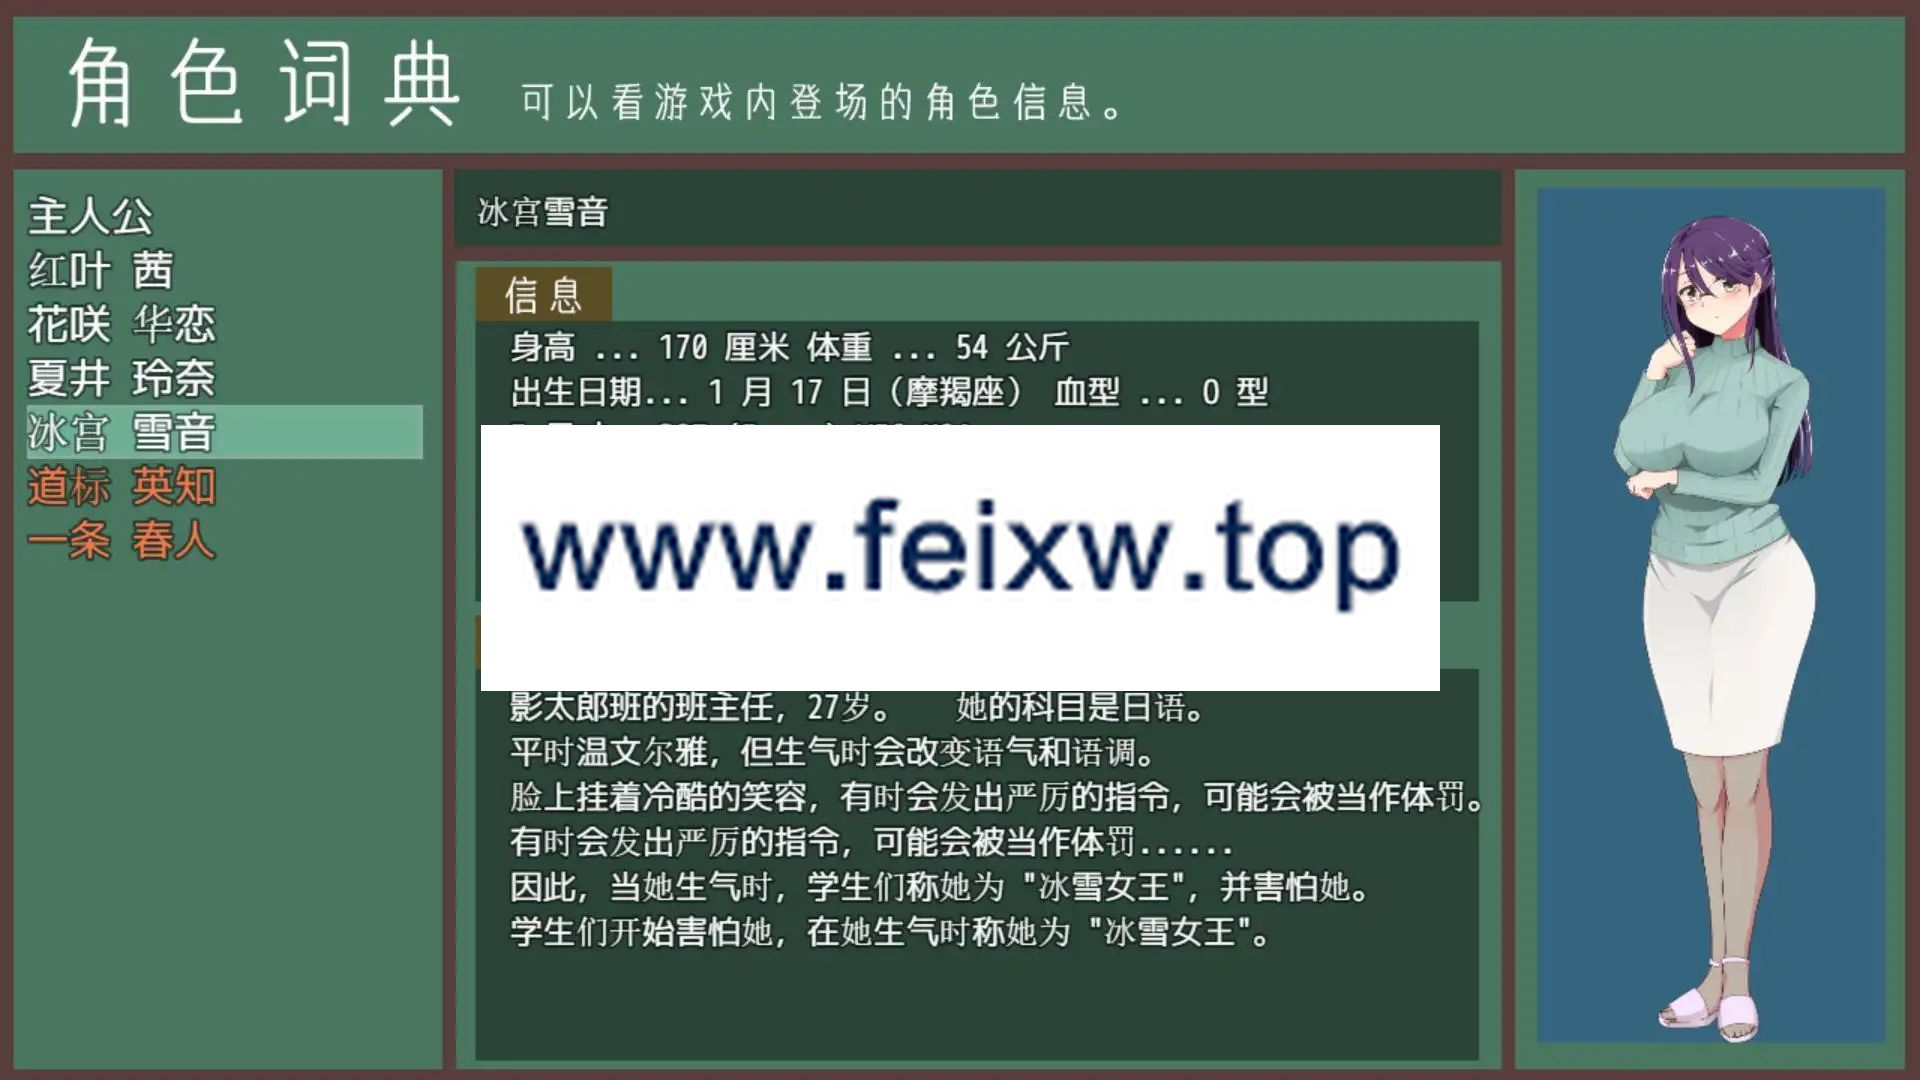 角色词典 可以看游戏内登场的角色信息。
主人公
红叶 茜
花咲 华恋
夏井 玲奈
冰宫 雪音
道标 英知
一条 春人
冰宫雪音
信息
身高 ... 170 厘米 体重 ... 54 公斤
出生日期... 1 月 17 日（摩羯座） 血型 ... O 型
www.feixw.top
影太郎班的班主任，27岁。 她的科目是日语。
平时温文尔雅，但生气时会改变语气和语调。
脸上挂着冷酷的笑容，有时会发出严厉的指令，可能会被当作体罚。
有时会发出严厉的指令，可能会被当作体罚......
因此，当她生气时，学生们称她为 "冰雪女王"，并害怕她。
学生们开始害怕她，在她生气时称她为 "冰雪女王"。